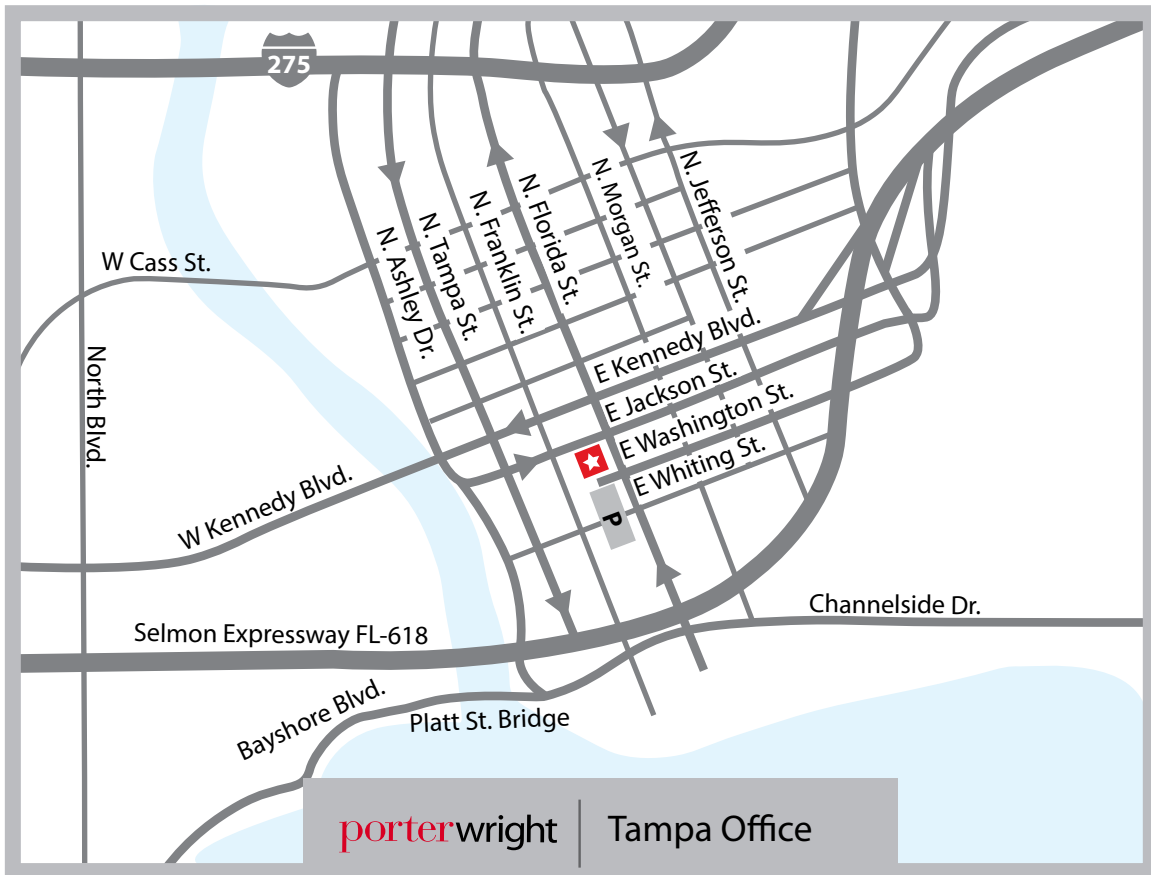 275
N. Jefferson St.
N. Morgan St.
N. Florida St.
N. Franklin St.
N. Tampa St.
N. Ashley Dr.
W Cass St.
North Blvd.
E Kennedy Blvd.
E Jackson St.
E Washington St.
E Whiting St.
P
W Kennedy Blvd.
Channelside Dr.
Selmon Expressway FL-618
Bayshore Blvd.
Platt St. Bridge
porterwright
Tampa Office